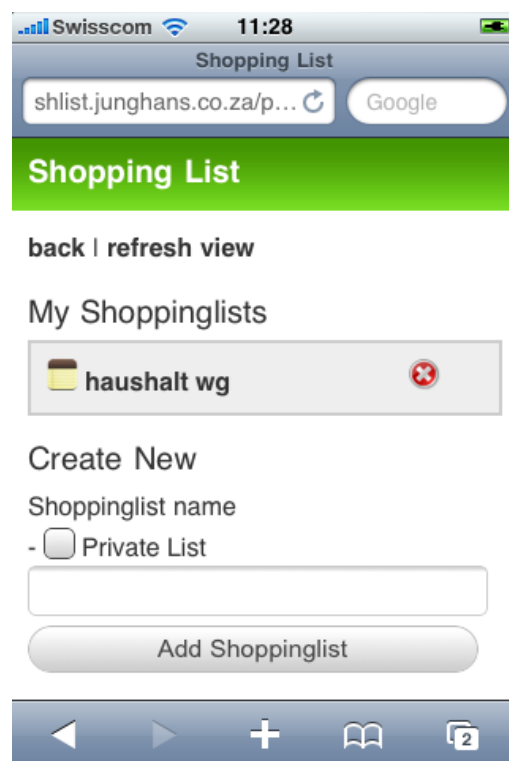 Swisscom 11:28
Shopping List
shlist.junghans.co.za/p... Google
Shopping List
back | refresh view
My Shoppinglists
haushalt wg
Create New
Shoppinglist name
- Private List
Add Shoppinglist
2